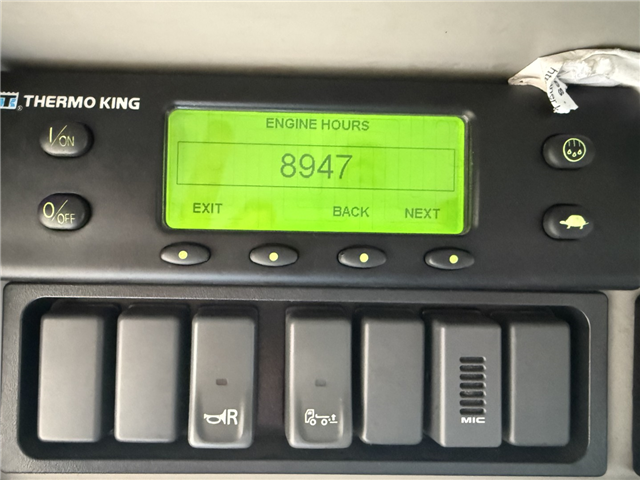 THERMO KING
I/ON
O/OFF
ENGINE HOURS
8947
EXIT BACK NEXT
R
MIC